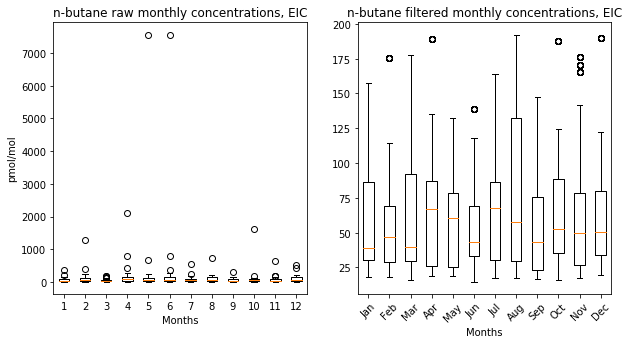 n-butane raw monthly concentrations, EIC
pmol/mol
7000
6000
5000
4000
3000
2000
1000
0
1 2 3 4 5 6 7 8 9 10 11 12
Months
n-butane filtered monthly concentrations, EIC
200
175
150
125
100
75
50
25
Jan Feb Mar Apr May Jun Jul Aug Sep Oct Nov Dec
Months